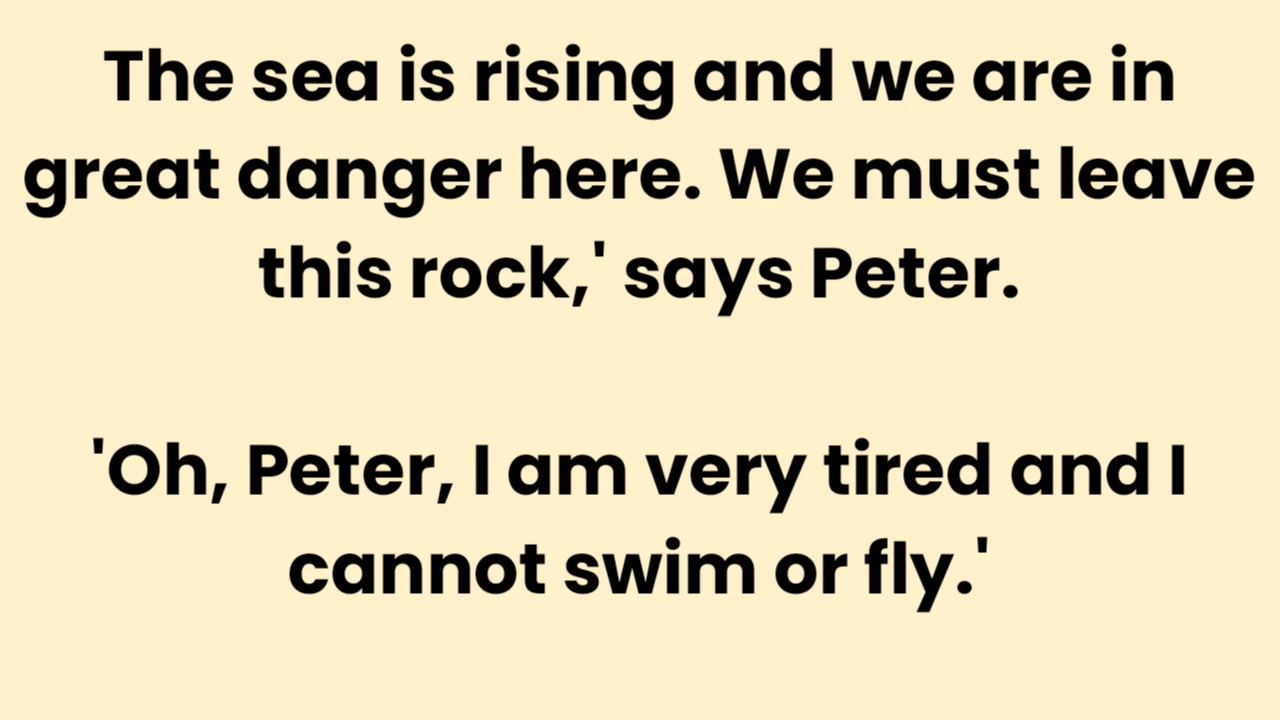 The sea is rising and we are in
great danger here. We must leave
this rock,' says Peter.
'Oh, Peter, I am very tired and I
cannot swim or fly.'